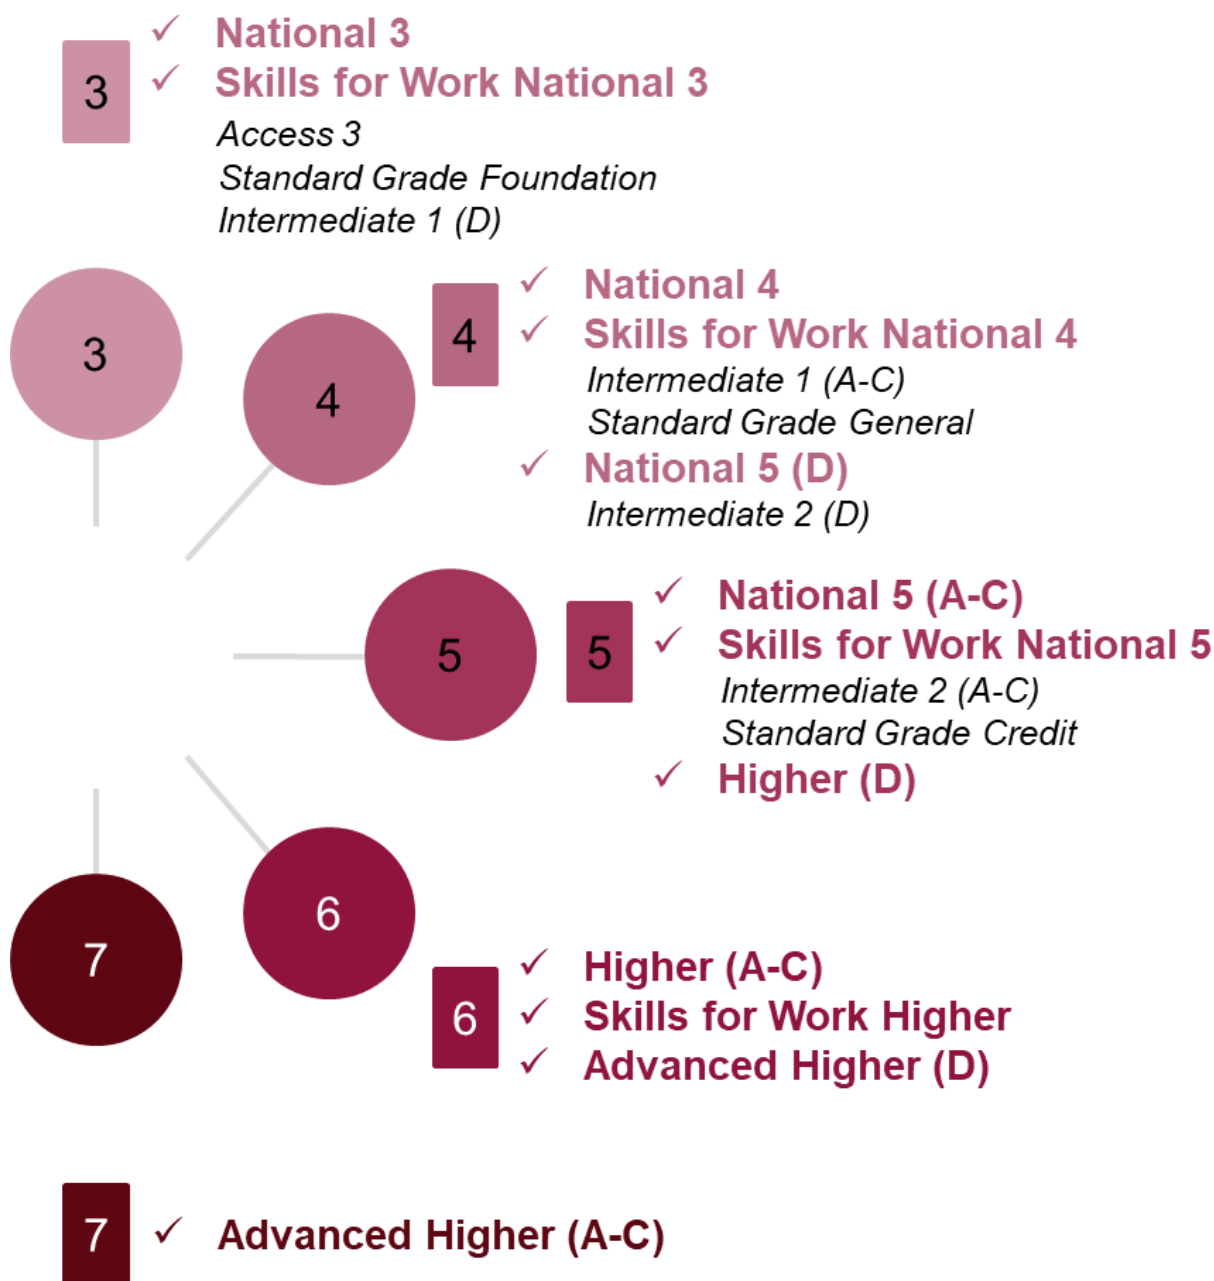 3
✓ National 3
✓ Skills for Work National 3
Access 3
Standard Grade Foundation
Intermediate 1 (D)
3
4
4
✓ National 4
✓ Skills for Work National 4
Intermediate 1 (A-C)
Standard Grade General
✓ National 5 (D)
Intermediate 2 (D)
5
5
✓ National 5 (A-C)
✓ Skills for Work National 5
Intermediate 2 (A-C)
Standard Grade Credit
✓ Higher (D)
6
7
6
✓ Higher (A-C)
✓ Skills for Work Higher
✓ Advanced Higher (D)
7
✓ Advanced Higher (A-C)